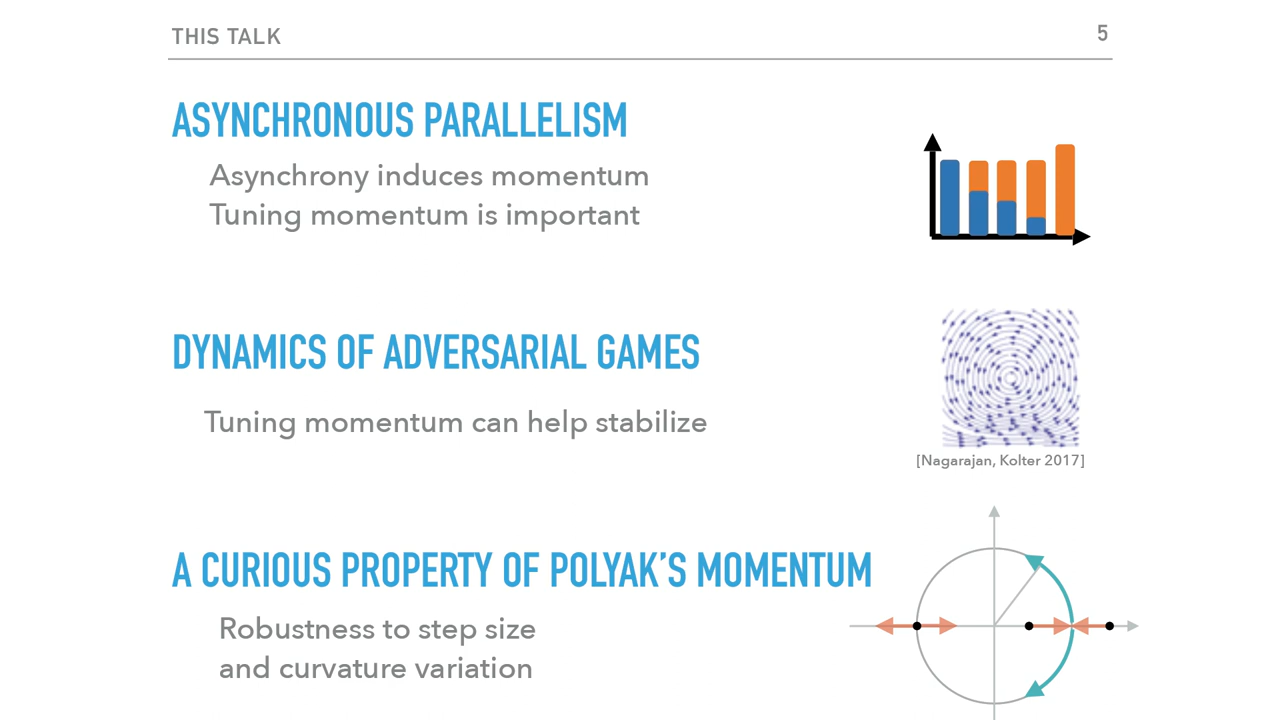 THIS TALK
5
ASYNCHRONOUS PARALLELISM
Asynchrony induces momentum
Tuning momentum is important
DYNAMICS OF ADVERSARIAL GAMES
Tuning momentum can help stabilize
[Nagarajan, Kolter 2017]
A CURIOUS PROPERTY OF POLYAK’S MOMENTUM
Robustness to step size
and curvature variation